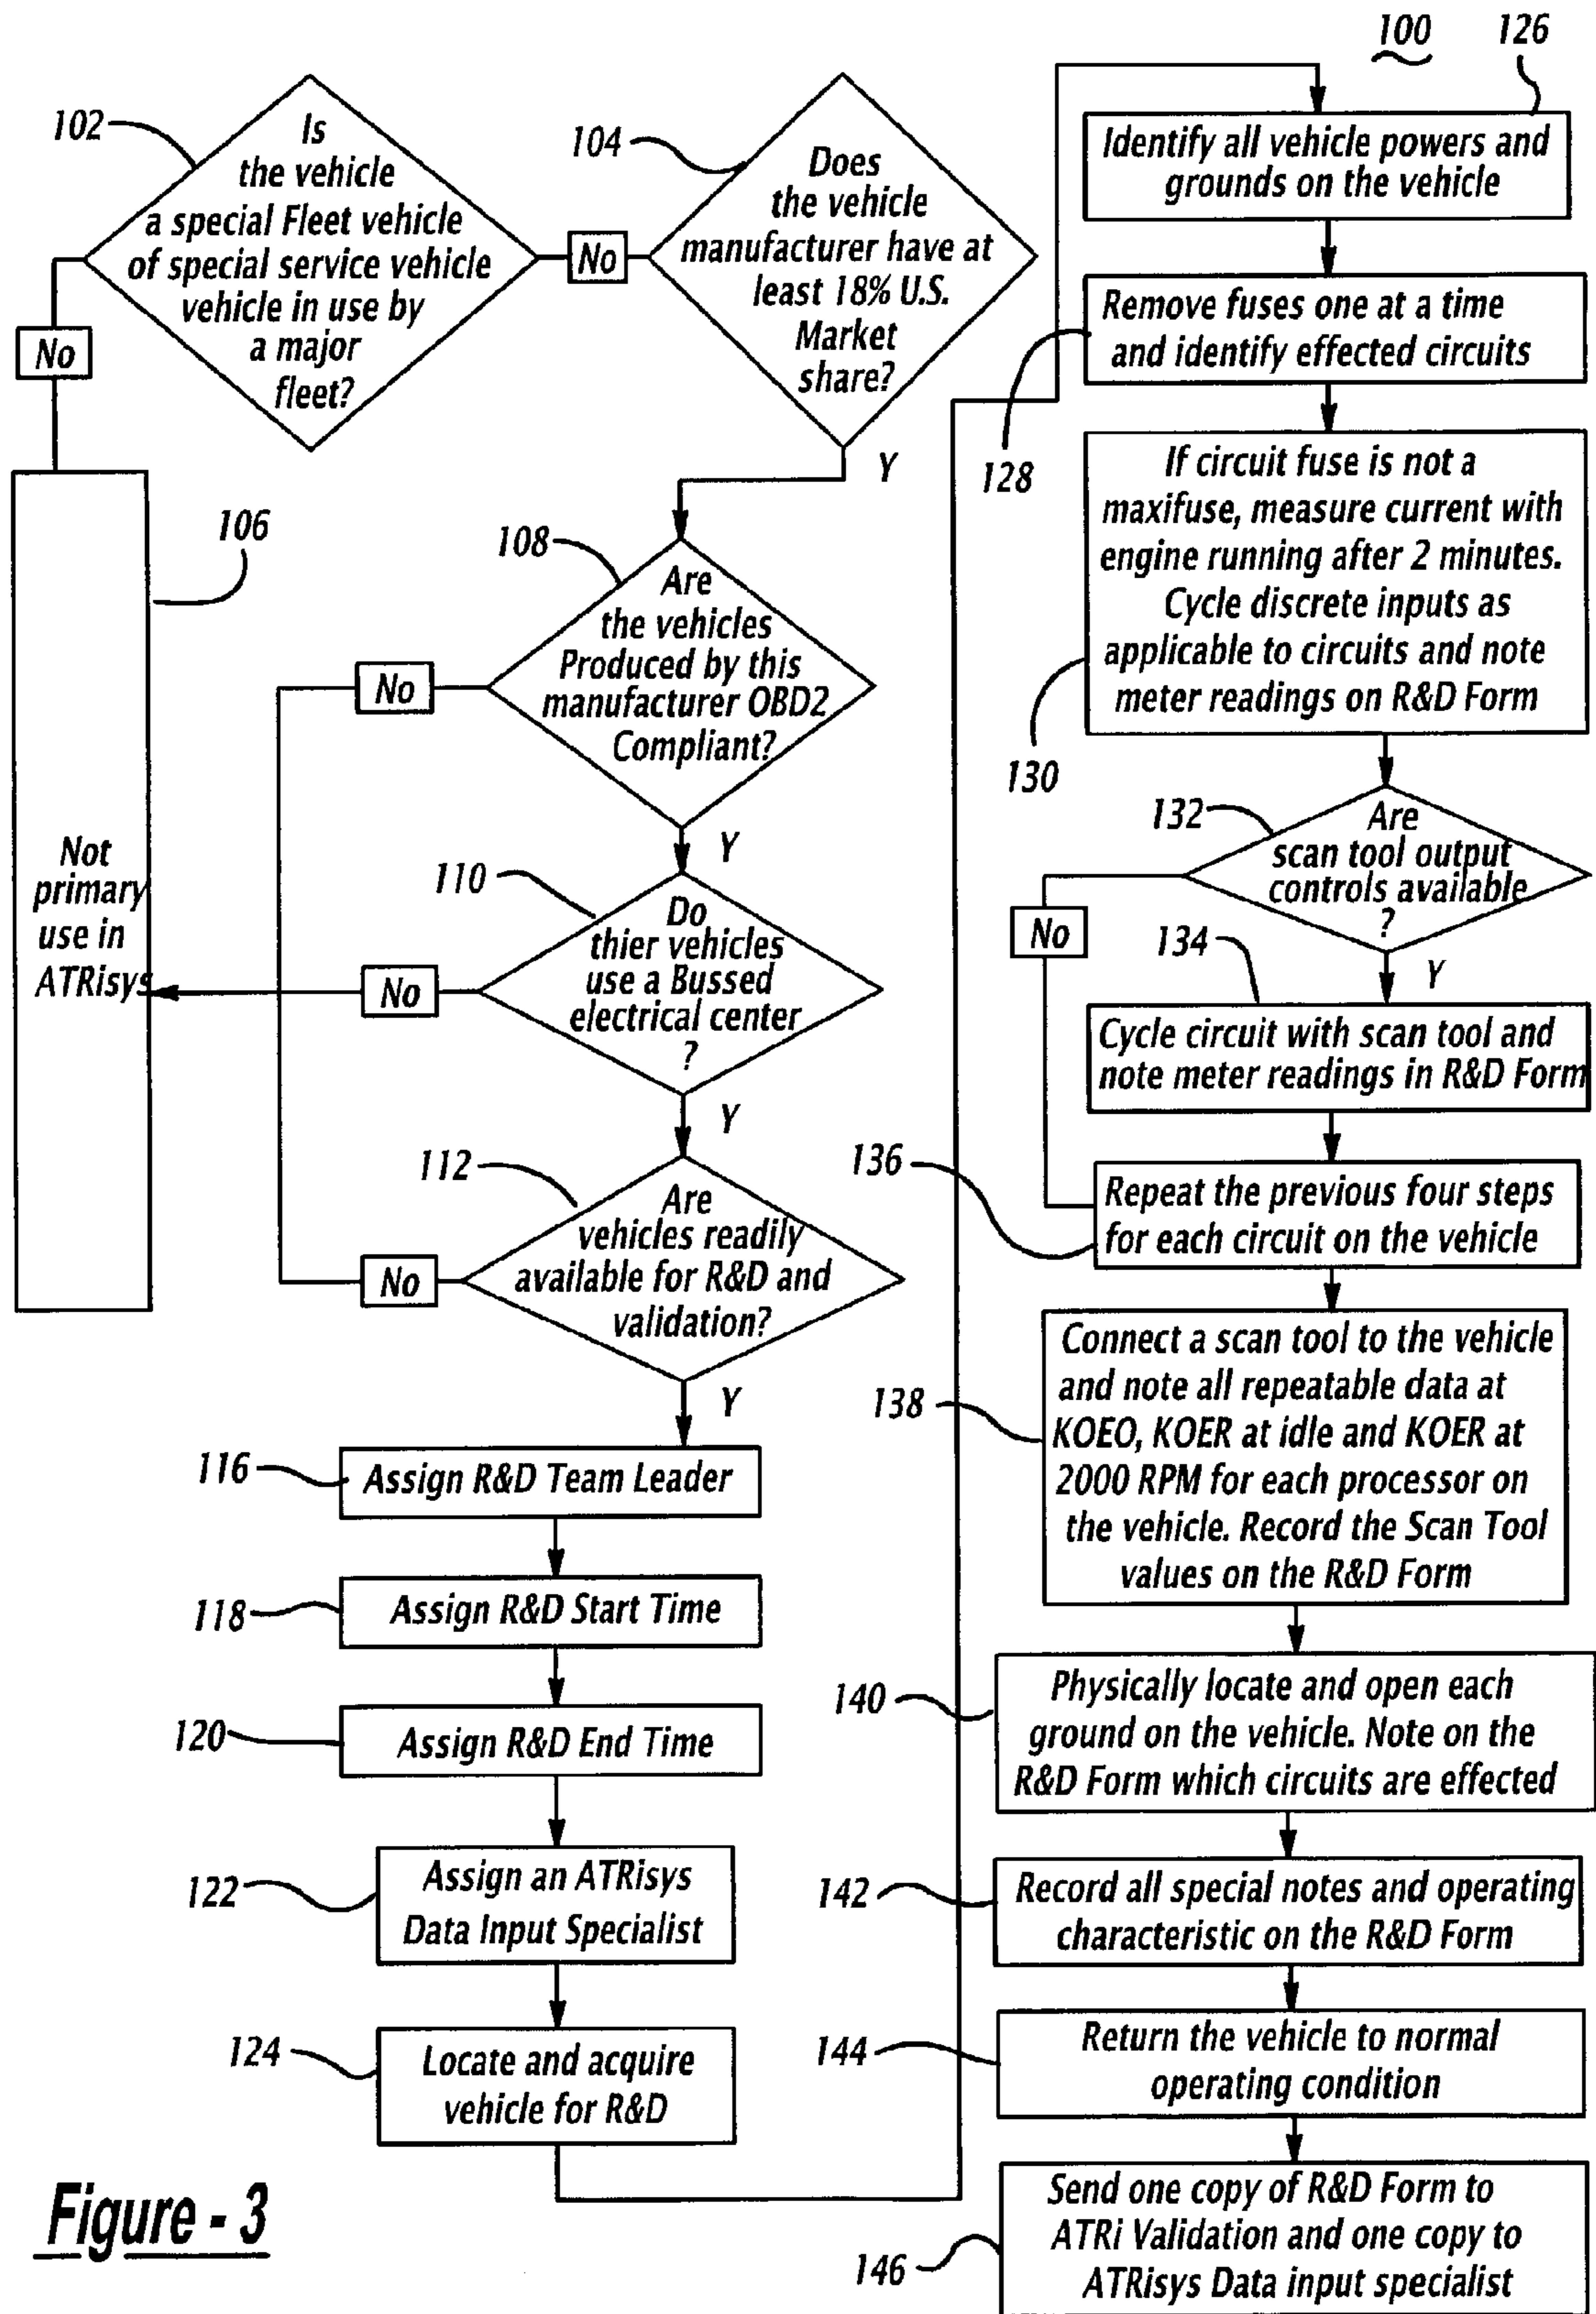 100
126
102
Is
the vehicle
a special Fleet vehicle
of special service vehicle
vehicle in use by
a major
fleet?
No
No
104
Does
the vehicle
manufacturer have at
least 18% U.S.
Market
share?
Y
106
Not
primary
use in
ATRisys
108
Are
the vehicles
Produced by this
manufacturer OBD2
Compliant?
No
Y
110
Do
thier vehicles
use a Bussed
electrical center
?
No
Y
112
Are
vehicles readily
available for R&D and
validation?
No
Y
116
Assign R&D Team Leader
118
Assign R&D Start Time
120
Assign R&D End Time
122
Assign an ATRisys
Data Input Specialist
124
Locate and acquire
vehicle for R&D
Identify all vehicle powers and
grounds on the vehicle
Remove fuses one at a time
and identify effected circuits
128
If circuit fuse is not a
maxifuse, measure current with
engine running after 2 minutes.
Cycle discrete inputs as
applicable to circuits and note
meter readings on R&D Form
130
132
Are
scan tool output
controls available
?
No
Y
134
Cycle circuit with scan tool and
note meter readings in R&D Form
136
Repeat the previous four steps
for each circuit on the vehicle
138
Connect a scan tool to the vehicle
and note all repeatable data at
KOEO, KOER at idle and KOER at
2000 RPM for each processor on
the vehicle. Record the Scan Tool
values on the R&D Form
140
Physically locate and open each
ground on the vehicle. Note on the
R&D Form which circuits are effected
142
Record all special notes and operating
characteristic on the R&D Form
144
Return the vehicle to normal
operating condition
146
Send one copy of R&D Form to
ATRi Validation and one copy to
ATRisys Data input specialist
Figure - 3